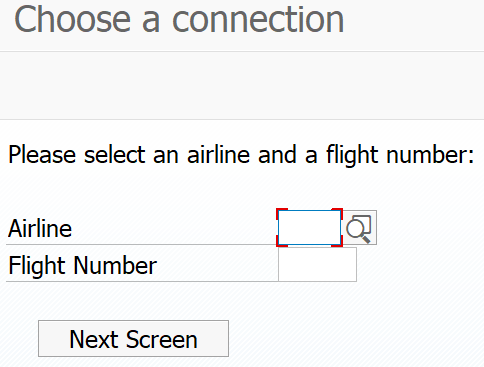 Choose a connection
Please select an airline and a flight number:
Airline
Flight Number
Next Screen